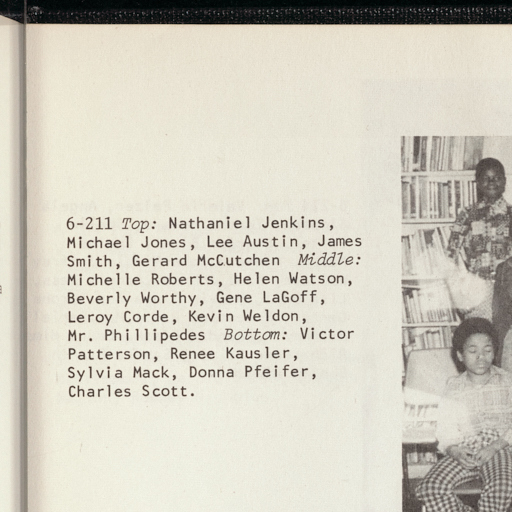 6-211 Top: Nathaniel Jenkins,
Michael Jones, Lee Austin, James
Smith, Gerard McCutchen Middle:
Michelle Roberts, Helen Watson,
Beverly Worthy, Gene LaGoff,
Leroy Corde, Kevin Weldon,
Mr. Phillipedes Bottom: Victor
Patterson, Renee Kausler,
Sylvia Mack, Donna Pfeifer,
Charles Scott.